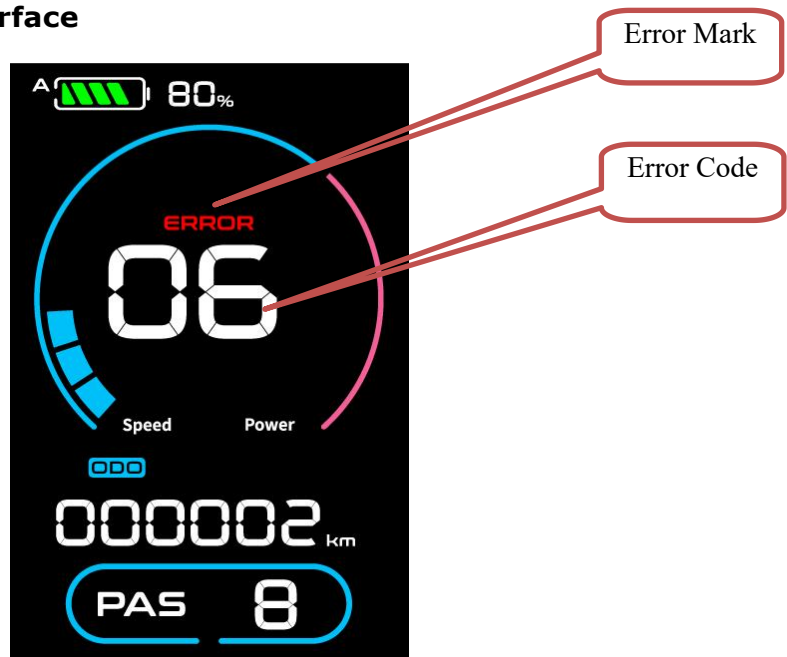 rface
Error Mark
A 80%
Error Code
ERROR
06
Speed Power
ODO
000002 km
PAS 8